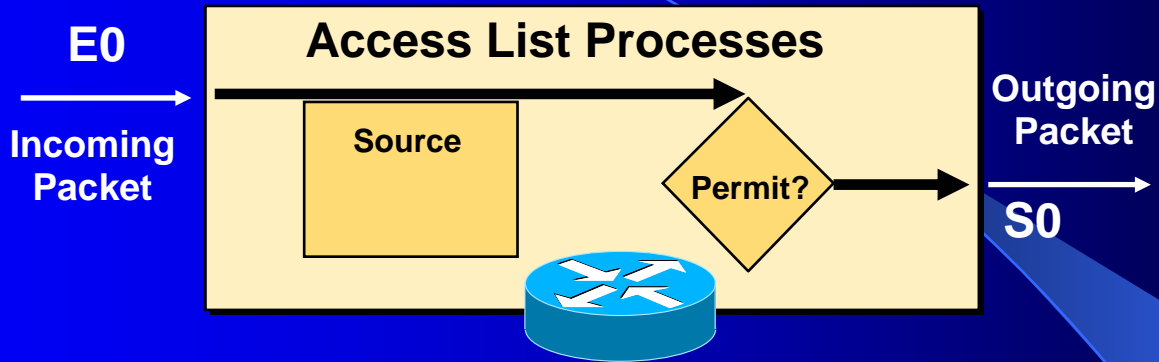 E0
Incoming
Packet
Access List Processes
Source
Permit?
Outgoing
Packet
S0